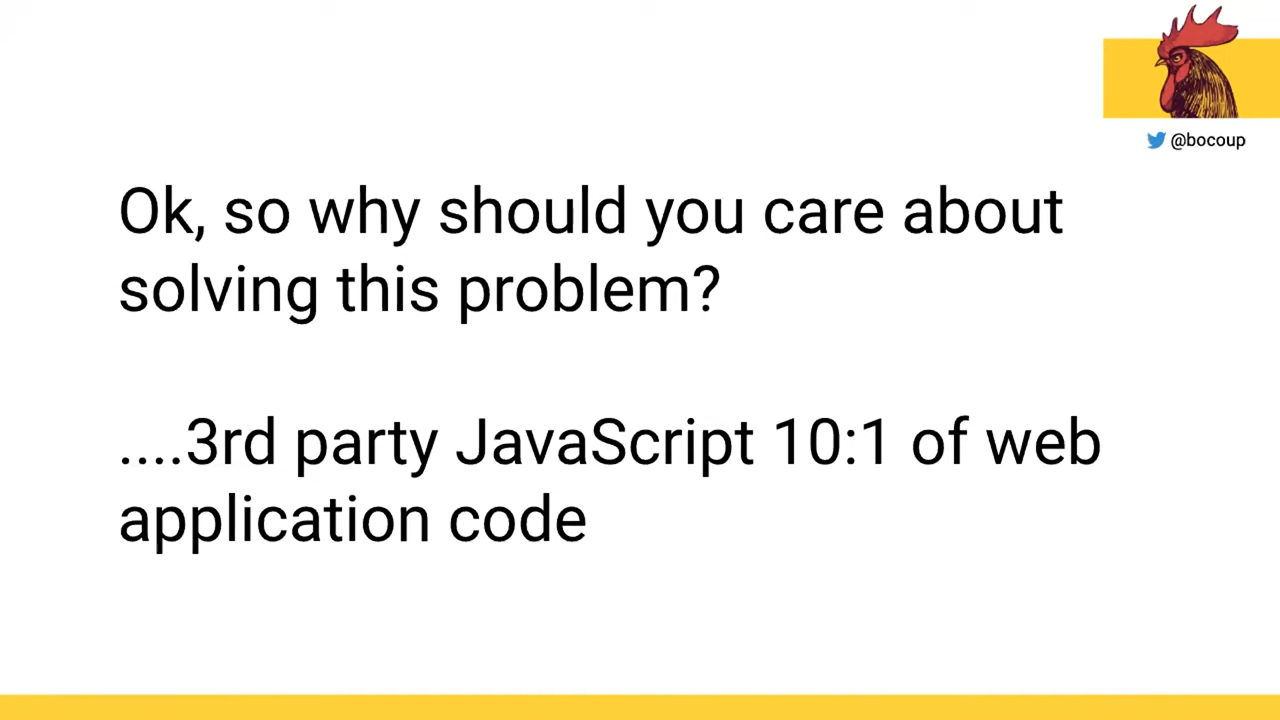 @bocoup
Ok, so why should you care about
solving this problem?
....3rd party JavaScript 10:1 of web
application code